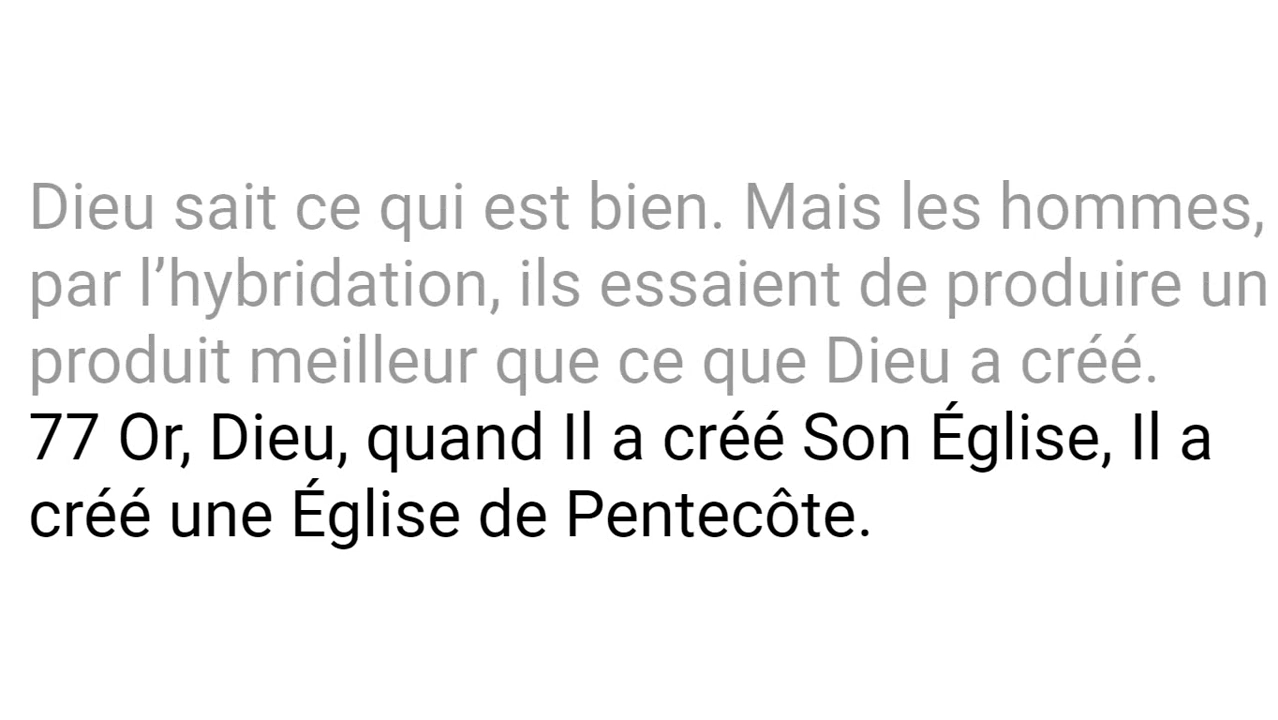 Dieu sait ce qui est bien. Mais les hommes,
par l’hybridation, ils essaient de produire un
produit meilleur que ce que Dieu a créé.
77 Or, Dieu, quand Il a créé Son Église, Il a
créé une Église de Pentecôte.